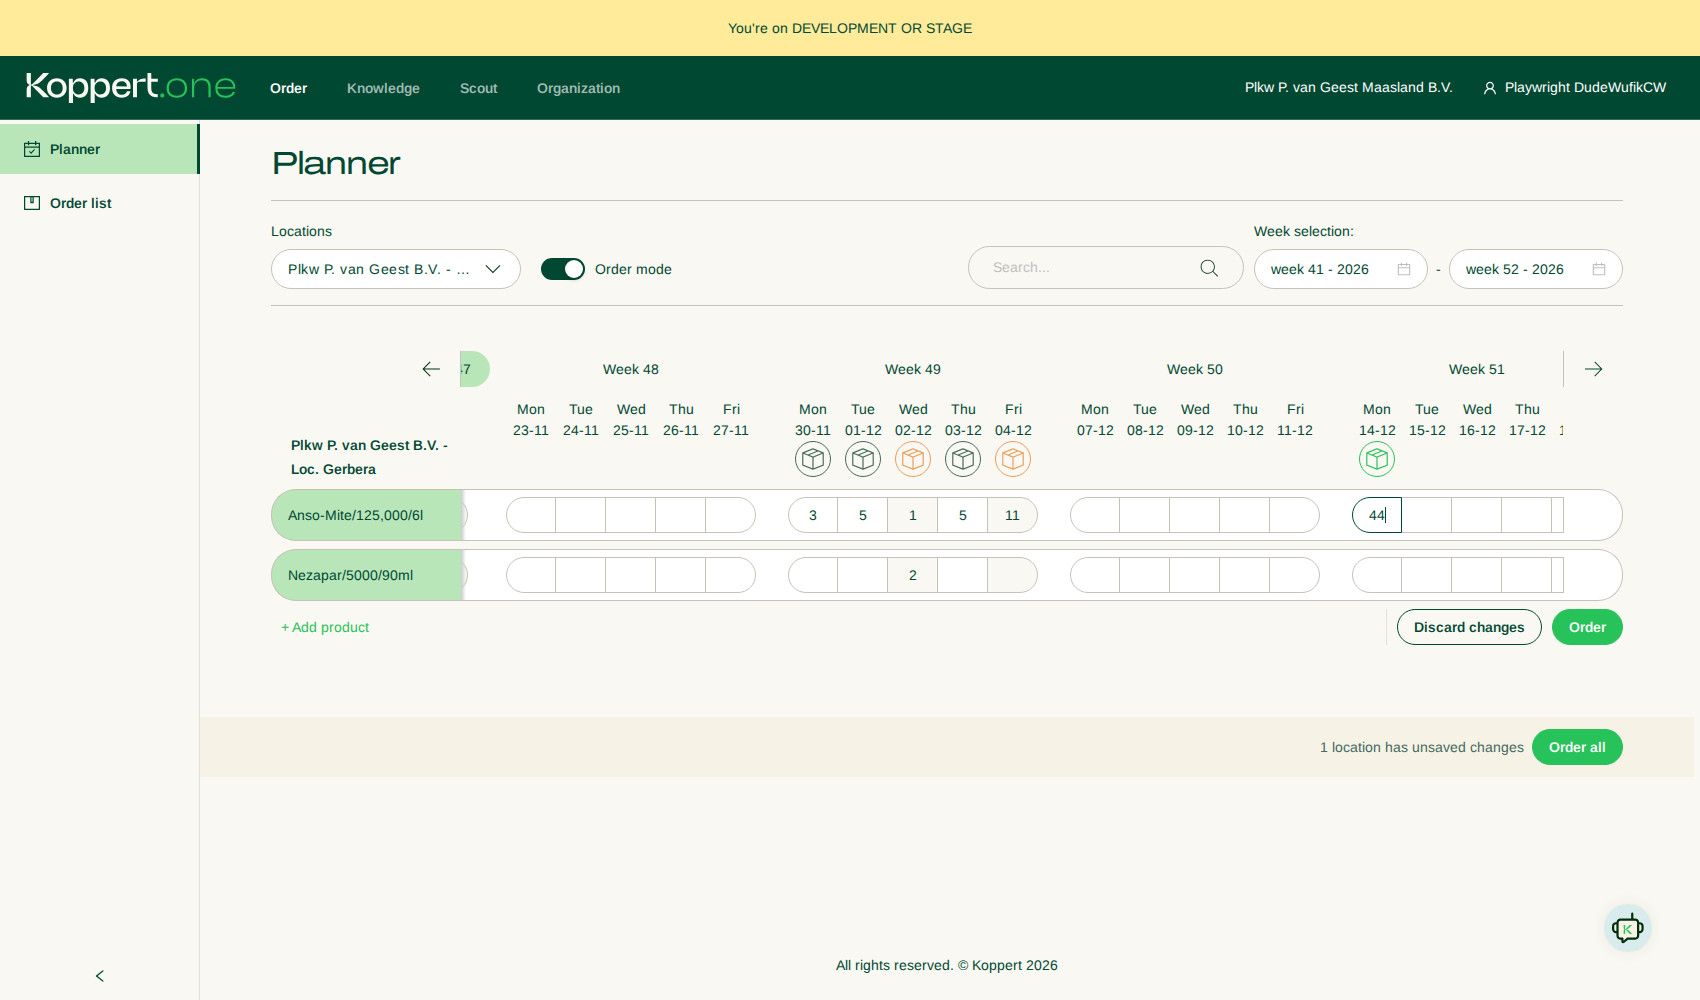 You're on DEVELOPMENT OR STAGE
Koppert.one
Order Knowledge Scout Organization
Plkw P. van Geest Maasland B.V. Playwright DudeWufikCW
Planner
Order list
Planner
Locations
Week selection:
Plkw P. van Geest B.V. - ...
Order mode
Search...
week 41 - 2026 - week 52 - 2026
47 Week 48 Week 49 Week 50 Week 51
Mon Tue Wed Thu Fri Mon Tue Wed Thu Fri Mon Tue Wed Thu Fri Mon Tue Wed Thu
23-11 24-11 25-11 26-11 27-11 30-11 01-12 02-12 03-12 04-12 07-12 08-12 09-12 10-12 11-12 14-12 15-12 16-12 17-12 1
Plkw P. van Geest B.V. -
Loc. Gerbera
Anso-Mite/125,000/6l 3 5 1 5 11 44
Nezapar/5000/90ml 2
+ Add product
Discard changes Order
1 location has unsaved changes Order all
All rights reserved. © Koppert 2026